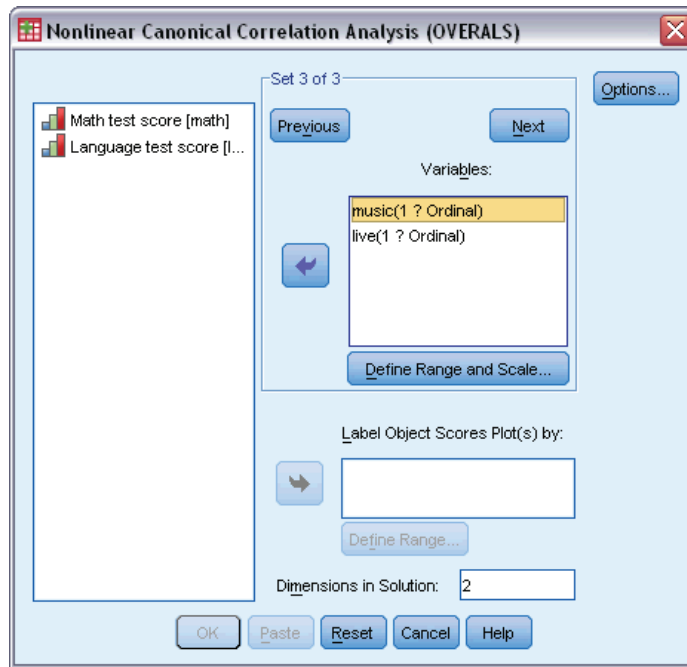 Nonlinear Canonical Correlation Analysis (OVERALS)
Set 3 of 3
Options...
Math test score [math]
Language test score [l...
Previous
Next
Variables:
music(1 ? Ordinal)
live(1 ? Ordinal)
Define Range and Scale...
Label Object Scores Plot(s) by:
Define Range...
Dimensions in Solution: 2
OK Paste Reset Cancel Help